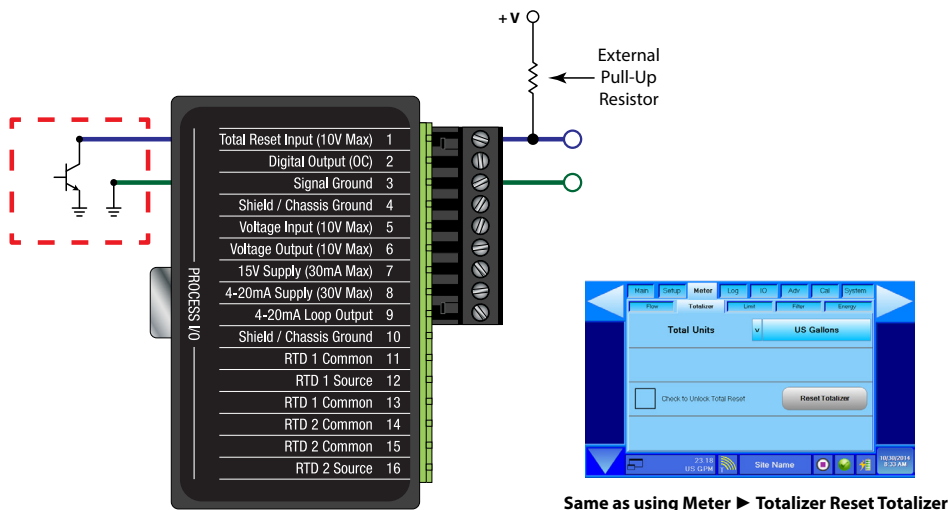 +V
External
Pull-Up
Resistor
Total Reset Input (10V Max) 1
Digital Output (OC) 2
Signal Ground 3
Shield / Chassis Ground 4
Voltage Input (10V Max) 5
Voltage Output (10V Max) 6
15V Supply (30mA Max) 7
4-20mA Supply (30V Max) 8
4-20mA Loop Output 9
Shield / Chassis Ground 10
RTD 1 Common 11
RTD 1 Source 12
RTD 1 Common 13
RTD 2 Common 14
RTD 2 Common 15
RTD 2 Source 16
PROCESS I/O
Main Setup Meter Log IO Adv Cal System
Flow Totalizer Limit Filter Energy
Total Units v US Gallons
Check to Unlock Total Reset Reset Totalizer
23.18
US GPM
Site Name
10/30/2014
8:33 AM
Same as using Meter ► Totalizer Reset Totalizer